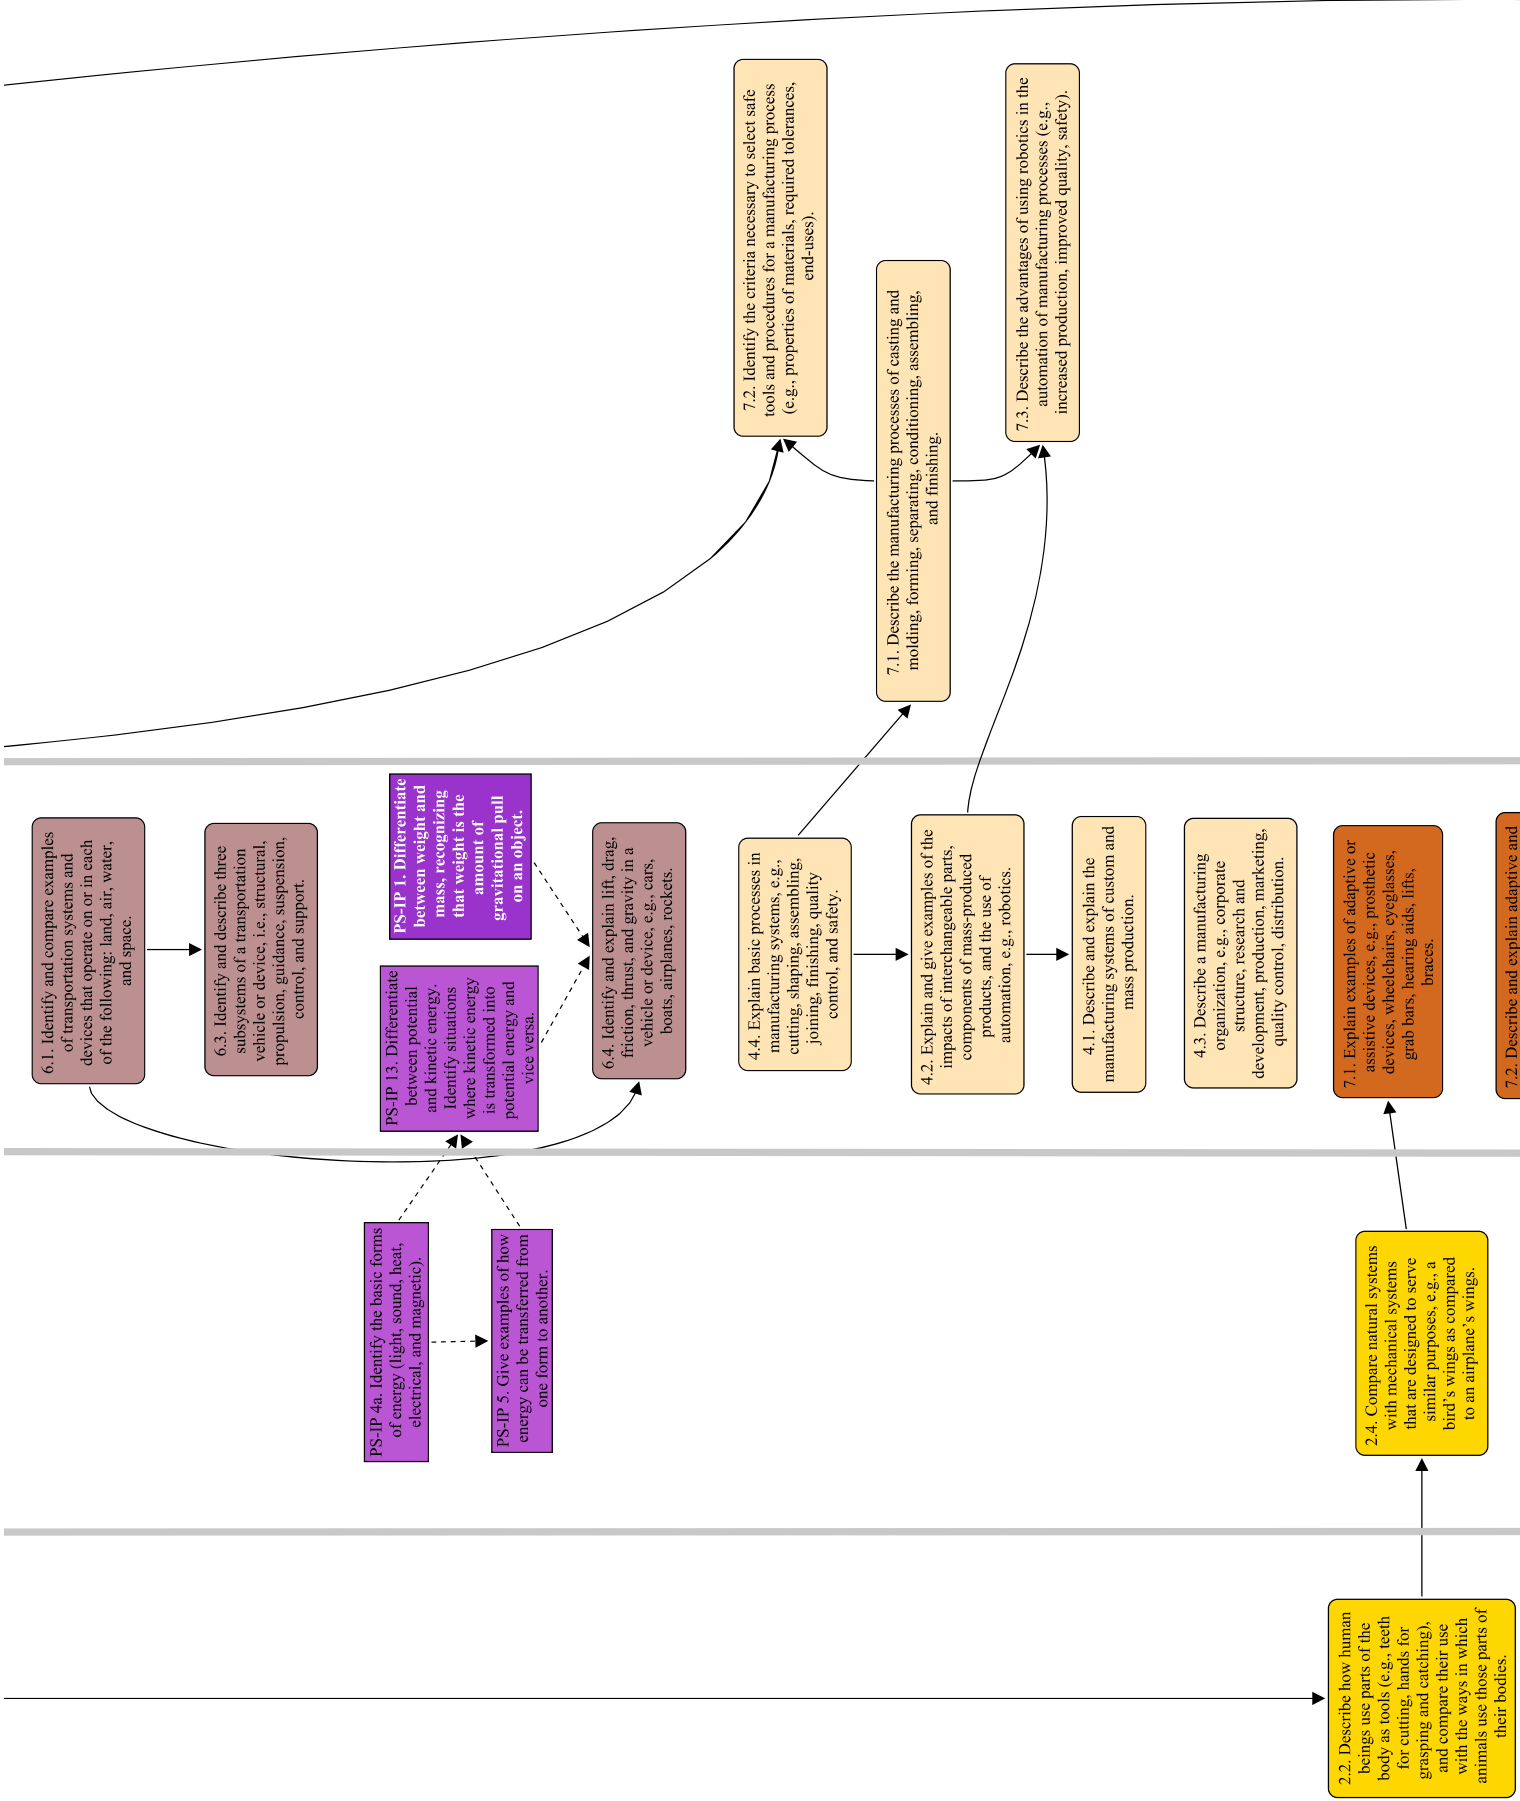 7.2. Identify the criteria necessary to select safe
tools and procedures for a manufacturing process
(e.g., properties of materials, required tolerances,
end-uses).
7.3. Describe the advantages of using robotics in the
automation of manufacturing processes (e.g.,
increased production, improved quality, safety).
7.1. Describe the manufacturing processes of casting and
molding, forming, separating, conditioning, assembling,
and finishing.
6.1. Identify and compare examples
of transportation systems and
devices that operate on or in each
of the following: land, air, water,
and space.
6.3. Identify and describe three
subsystems of a transportation
vehicle or device, i.e., structural,
propulsion, guidance, suspension,
control, and support.
PS-IP 1. Differentiate
between weight and
mass, recognizing
that weight is the
amount of
gravitational pull
on an object.
PS-IP 13. Differentiate
between potential
and kinetic energy.
Identify situations
where kinetic energy
is transformed into
potential energy and
vice versa.
6.4. Identify and explain lift, drag,
friction, thrust, and gravity in a
vehicle or device, e.g., cars,
boats, airplanes, rockets.
4.4. Explain basic processes in
manufacturing systems, e.g.,
cutting, shaping, assembling,
joining, finishing, quality
control, and safety.
4.2. Explain and give examples of the
impacts of interchangeable parts,
components of mass-produced
products, and the use of
automation, e.g., robotics.
4.1. Describe and explain the
manufacturing systems of custom and
mass production.
4.3. Describe a manufacturing
organization, e.g., corporate
structure, research and
development, production, marketing,
quality control, distribution.
7.1. Explain examples of adaptive or
assistive devices, e.g., prosthetic
devices, wheelchairs, eyeglasses,
grab bars, hearing aids, lifts,
braces.
7.2. Describe and explain adaptive and
PS-IP 4a. Identify the basic forms
of energy (light, sound, heat,
electrical, and magnetic).
PS-IP 5. Give examples of how
energy can be transferred from
one form to another.
2.4. Compare natural systems
with mechanical systems
that are designed to serve
similar purposes, e.g., a
bird's wings as compared
to an airplane's wings.
2.2. Describe how human
beings use parts of the
body as tools (e.g., teeth
for cutting, hands for
grasping and catching),
and compare their use
with the ways in which
animals use those parts of
their bodies.